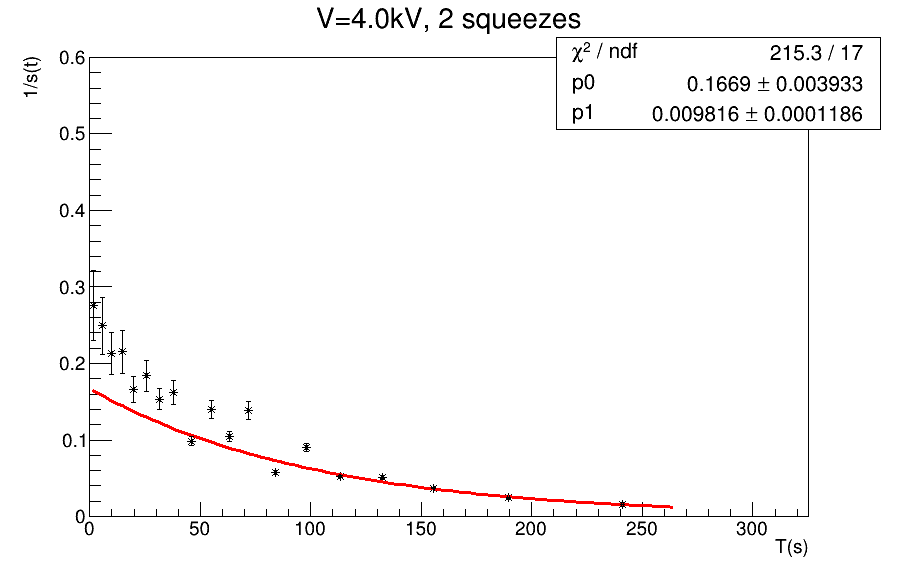 V=4.0kV, 2 squeezes
χ² / ndf 215.3 / 17
p0 0.1669 ± 0.003933
p1 0.009816 ± 0.0001186
1/s(t)
0.6
0.5
0.4
0.3
0.2
0.1
0
0 50 100 150 200 250 300
T(s)